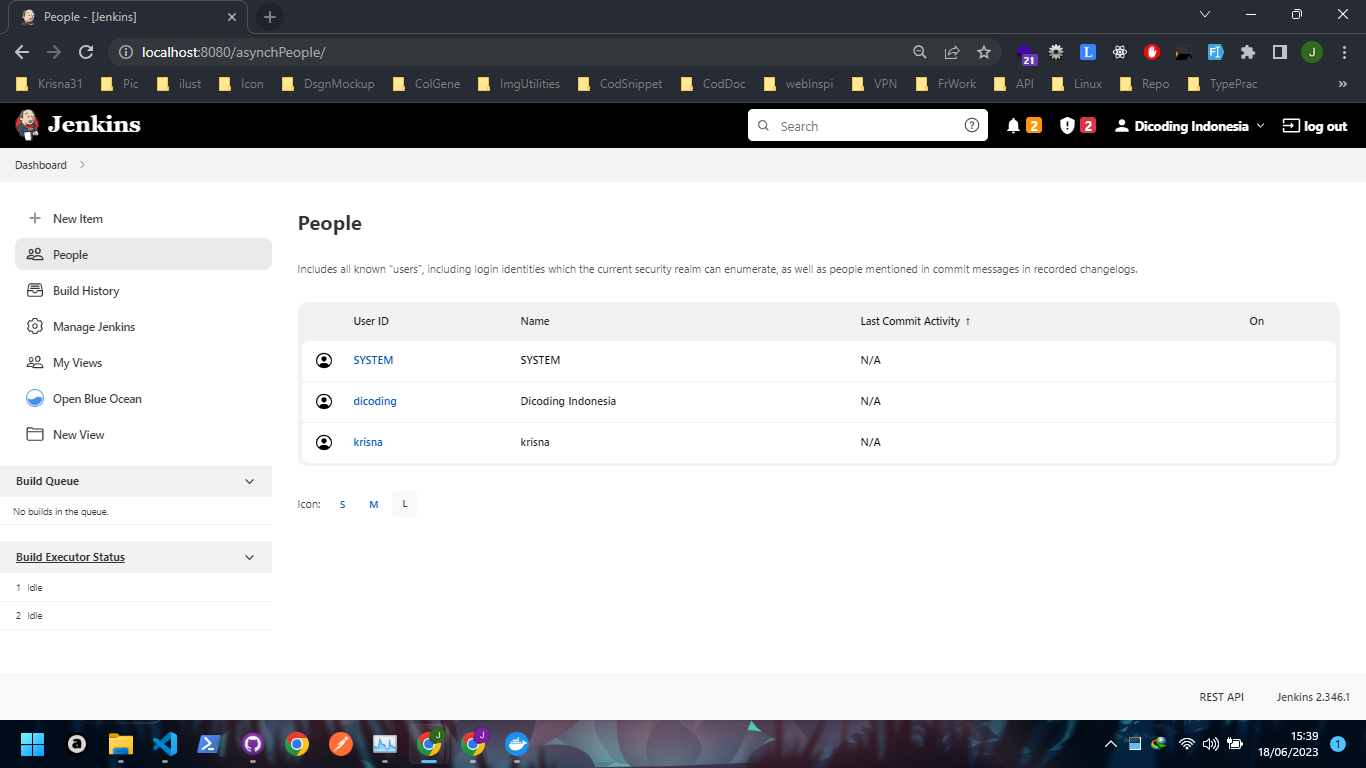 People - [Jenkins]
localhost:8080/asynchPeople/
21
J
Krisna31 Pic ilust Icon DsgnMockup ColGene ImgUtilities CodSnippet CodDoc webInspi VPN FrWork API Linux Repo TypePrac »
Jenkins
Search
2
2
Dicoding Indonesia
log out
Dashboard
New Item
People
Build History
Manage Jenkins
My Views
Open Blue Ocean
New View
Build Queue
No builds in the queue.
Build Executor Status
1 Idle
2 Idle
People
Includes all known “users”, including login identities which the current security realm can enumerate, as well as people mentioned in commit messages in recorded changelogs.
User ID Name Last Commit Activity ↑ On
SYSTEM SYSTEM N/A
dicoding Dicoding Indonesia N/A
krisna krisna N/A
Icon: S M L
REST API Jenkins 2.346.1
15:39
18/06/2023
1